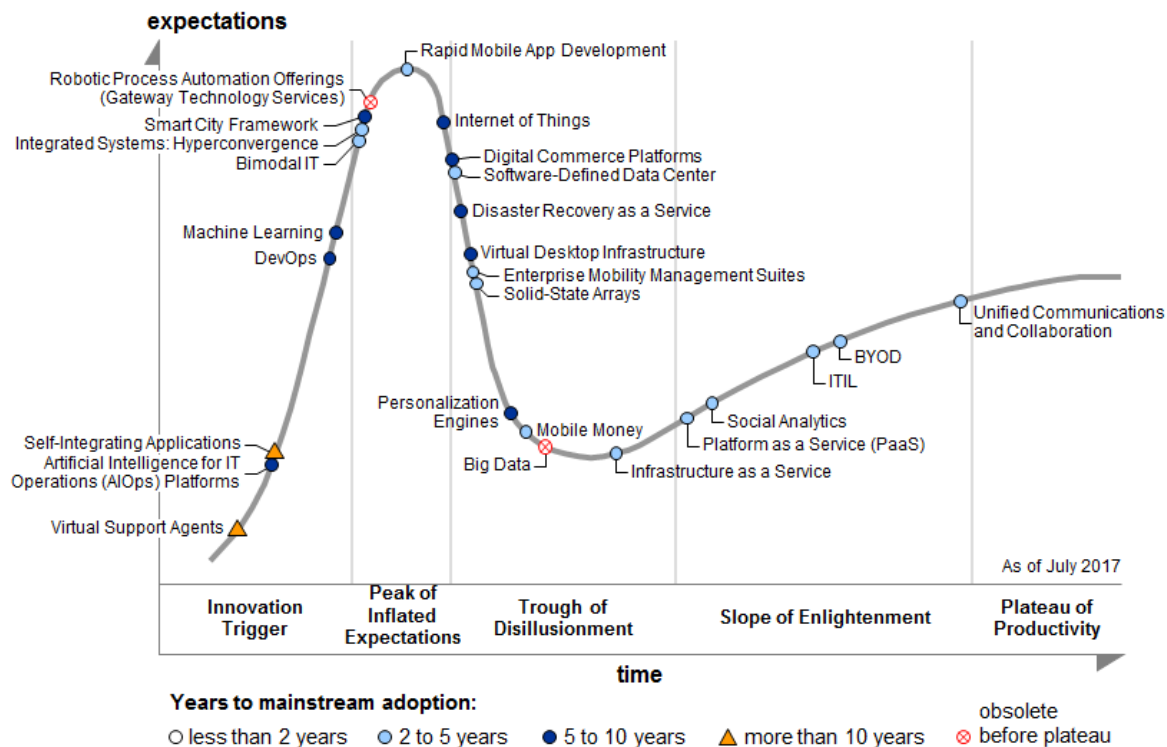 expectations
Rapid Mobile App Development
Robotic Process Automation Offerings
(Gateway Technology Services)
Smart City Framework
Integrated Systems: Hyperconvergence
Bimodal IT
Internet of Things
Digital Commerce Platforms
Software-Defined Data Center
Disaster Recovery as a Service
Machine Learning
DevOps
Virtual Desktop Infrastructure
Enterprise Mobility Management Suites
Solid-State Arrays
Unified Communications
and Collaboration
BYOD
ITIL
Personalization
Engines
Mobile Money
Big Data
Social Analytics
Platform as a Service (PaaS)
Infrastructure as a Service
Self-Integrating Applications
Artificial Intelligence for IT
Operations (AIOps) Platforms
Virtual Support Agents
As of July 2017
Innovation
Trigger
Peak of
Inflated
Expectations
Trough of
Disillusionment
Slope of Enlightenment
Plateau of
Productivity
time
Years to mainstream adoption:
less than 2 years
2 to 5 years
5 to 10 years
more than 10 years
obsolete
before plateau